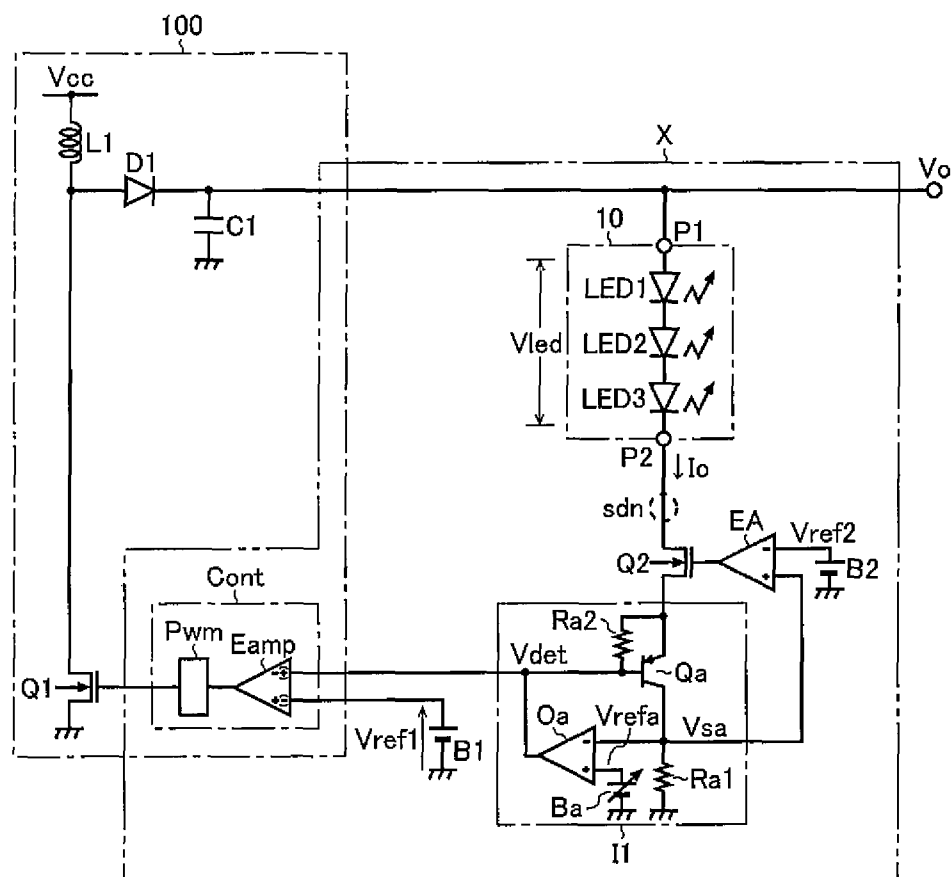 100
Vcc
L1
D1
C1
X
Vo
10
P1
LED1
Vled
LED2
LED3
P2
Io
sdn
EA
Vref2
Q2
B2
Cont
Pwm
Eamp
Ra2
Vdet
Qa
Q1
- (+)
+ (-)
Oa
Vrefa
Vsa
Vref1
B1
Ba
Ra1
I1